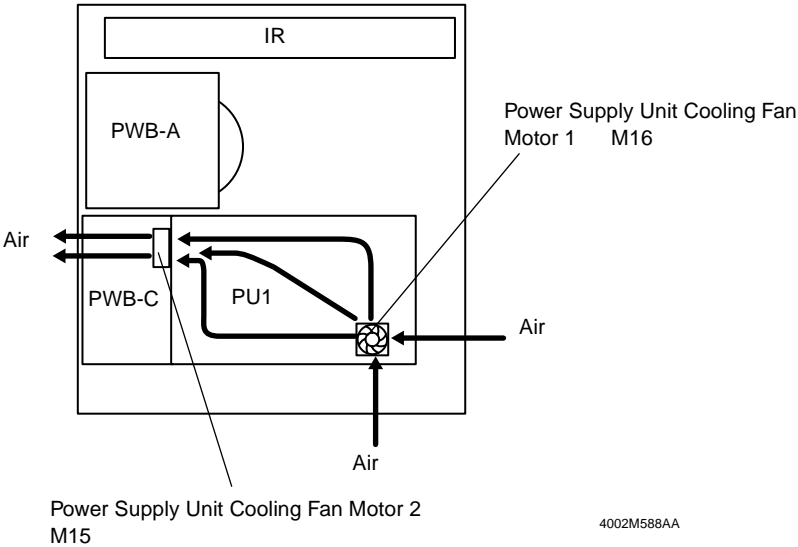 IR
PWB-A
Power Supply Unit Cooling Fan
Motor 1 M16
Air
PWB-C
PU1
Air
Air
Power Supply Unit Cooling Fan Motor 2
M15
4002M588AA